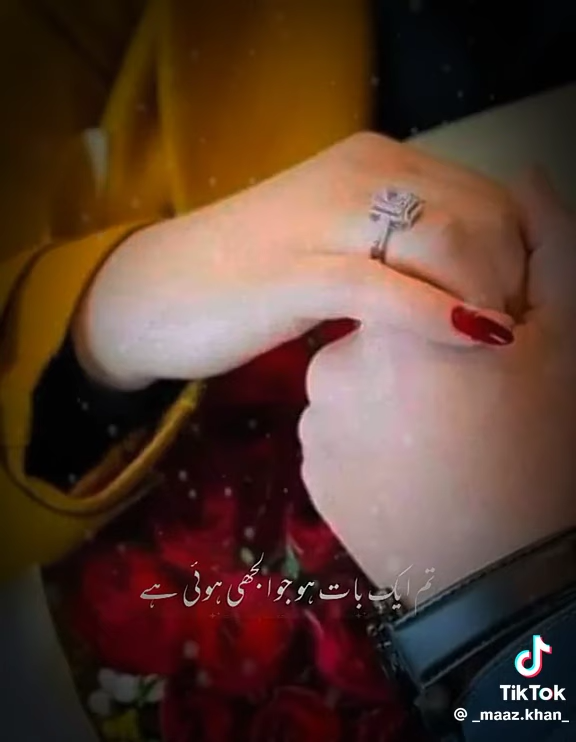 تم ایک بات ہو جو الجھی ہوئی ہے
TikTok
@_maaz.khan_